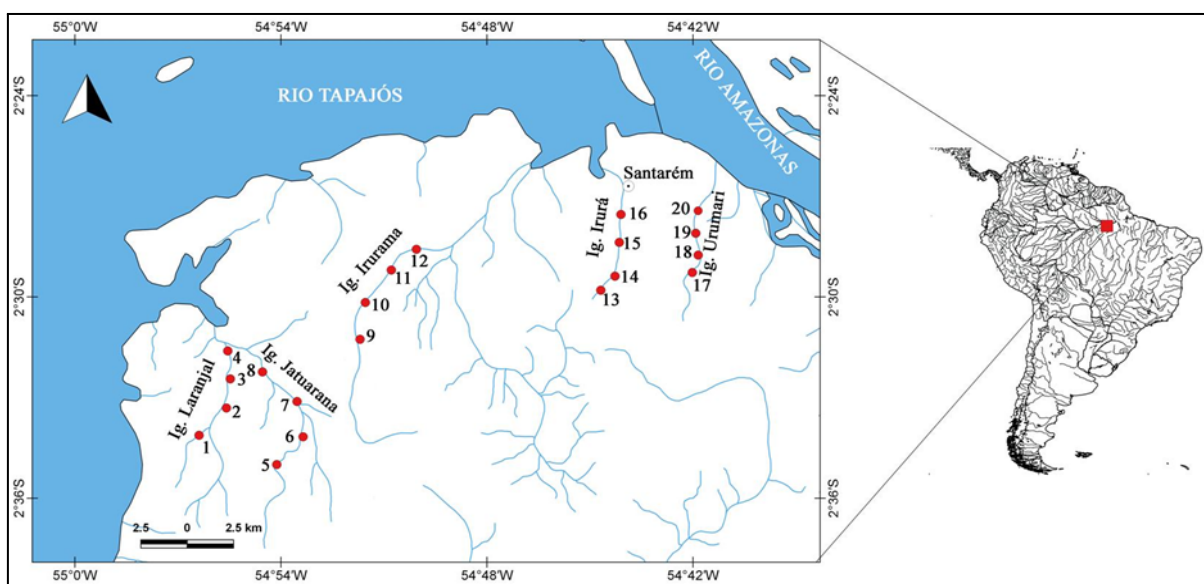 55°0'W
54°54'W
54°48'W
54°42'W
2°24'S
2°24'S
RIO TAPAJÓS
RIO AMAZONAS
Santarém
Ig. Irurá
16
15
14
13
20
19
18
17
Ig. Urumari
Ig. Irurama
12
11
10
9
2°30'S
2°30'S
Ig. Laranjal
4
3
2
1
Ig. Jatuarana
8
7
6
5
2°36'S
2°36'S
2.5 0 2.5 km
55°0'W
54°54'W
54°48'W
54°42'W